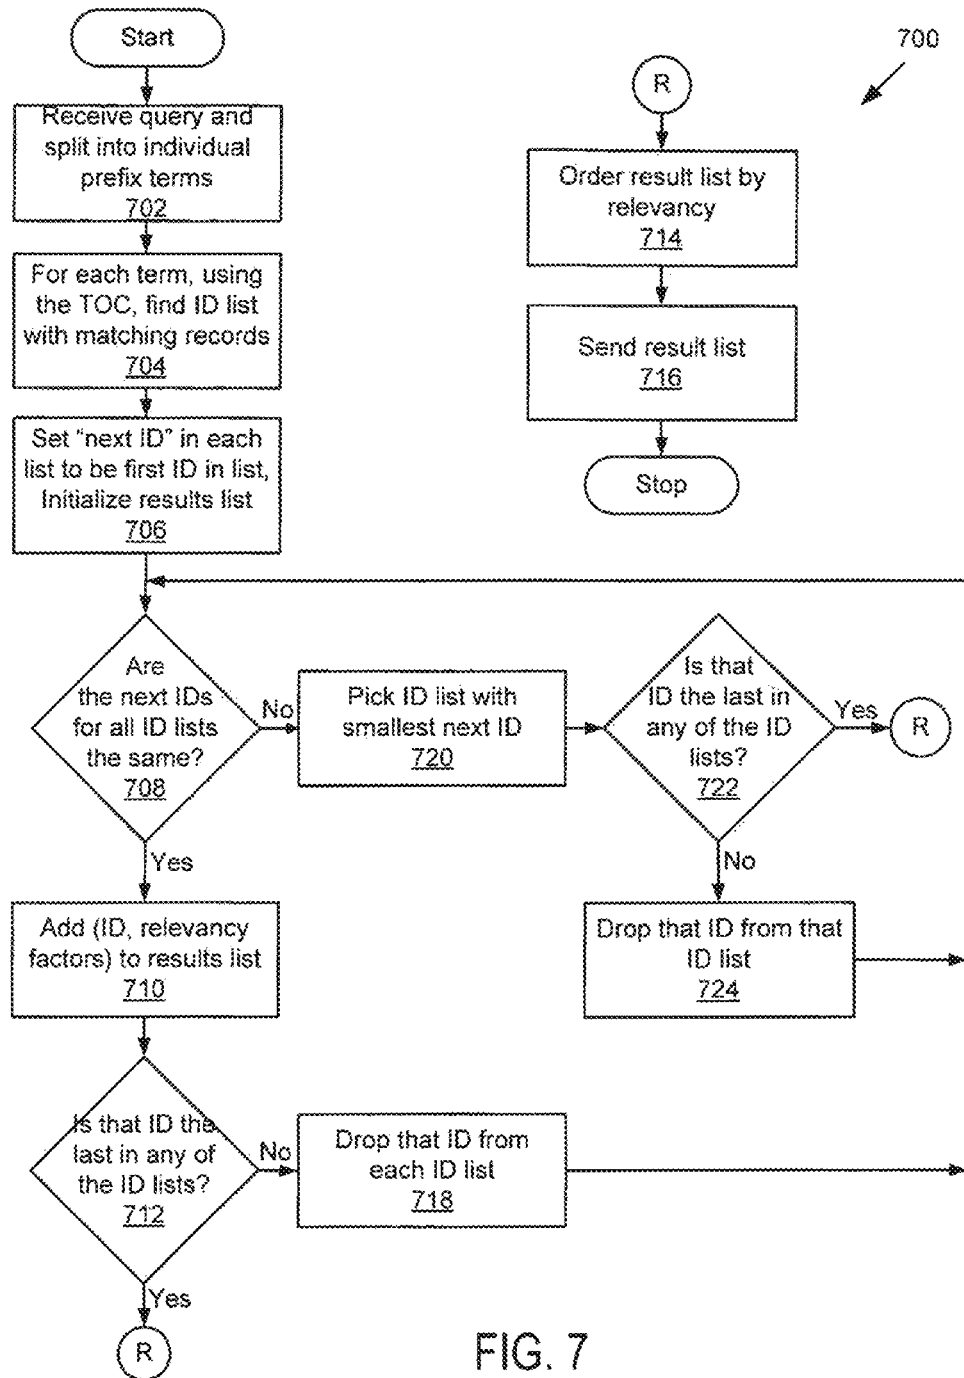 Start
Receive query and
split into individual
prefix terms
702
For each term, using
the TOC, find ID list
with matching records
704
Set “next ID” in each
list to be first ID in list,
Initialize results list
706
Are
the next IDs
for all ID lists
the same?
708
No
Yes
Pick ID list with
smallest next ID
720
Is that
ID the last in
any of the ID
lists?
722
Yes
R
No
Drop that ID from that
ID list
724
Add (ID, relevancy
factors) to results list
710
Is that ID the
last in any of
the ID lists?
712
No
Drop that ID from
each ID list
718
Yes
R
700
R
Order result list by
relevancy
714
Send result list
716
Stop
FIG. 7